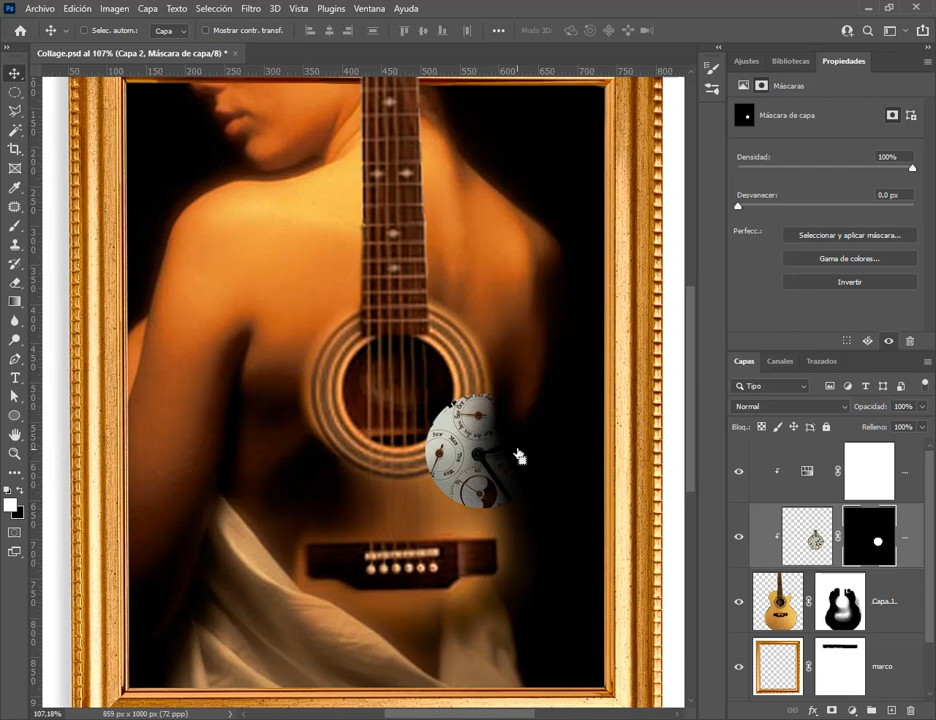 Archivo Edición Imagen Capa Texto Selección Filtro 3D Vista Plugins Ventana Ayuda
Selec. autom.: Capa Mostrar contr. transf. Modo 3D:
Collage.psd al 107% (Capa 2, Máscara de capa/8) *
50 100 150 200 250 300 350 400 450 500 550 600 650 700 750 800
Ajustes Bibliotecas Propiedades
Máscaras
Máscara de capa
Densidad: 100%
Desvanecer: 0,0 px
Perfecc.: Seleccionar y aplicar máscara...
Gama de colores...
Invertir
Capas Canales Trazados
Tipo
Normal Opacidad: 100%
Bloq.: Relleno: 100%
...
...
Capa 1
marco
107,18% 859 px x 1000 px (72 ppp)